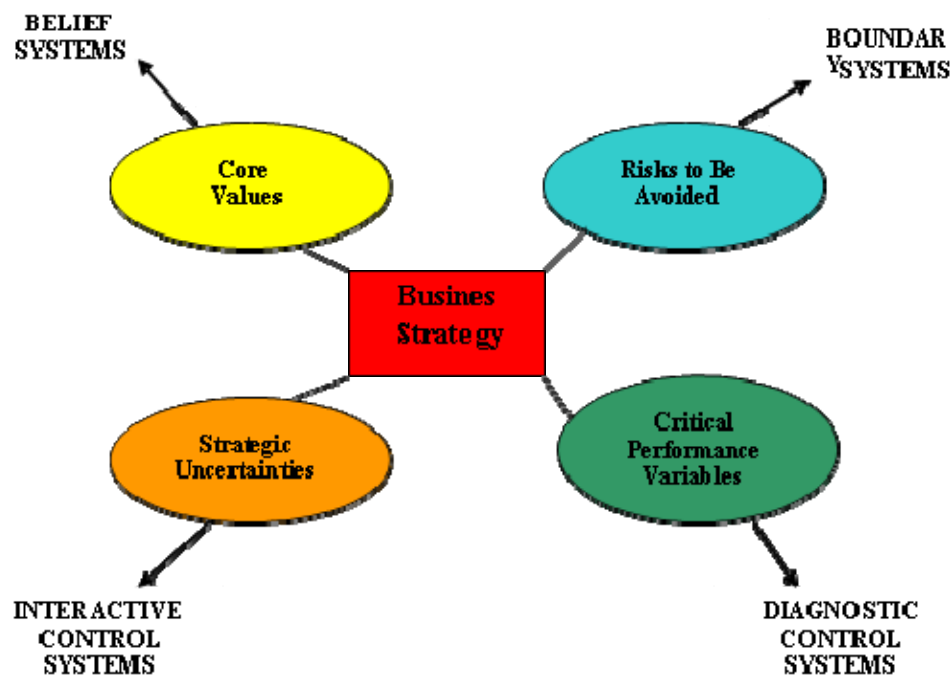 BELIEF
SYSTEMS
BOUNDAR
YSYSTEMS
Core
Values
Risks to Be
Avoided
Busines
Strategy
Strategic
Uncertainties
Critical
Performance
Variables
INTERACTIVE
CONTROL
SYSTEMS
DIAGNOSTIC
CONTROL
SYSTEMS